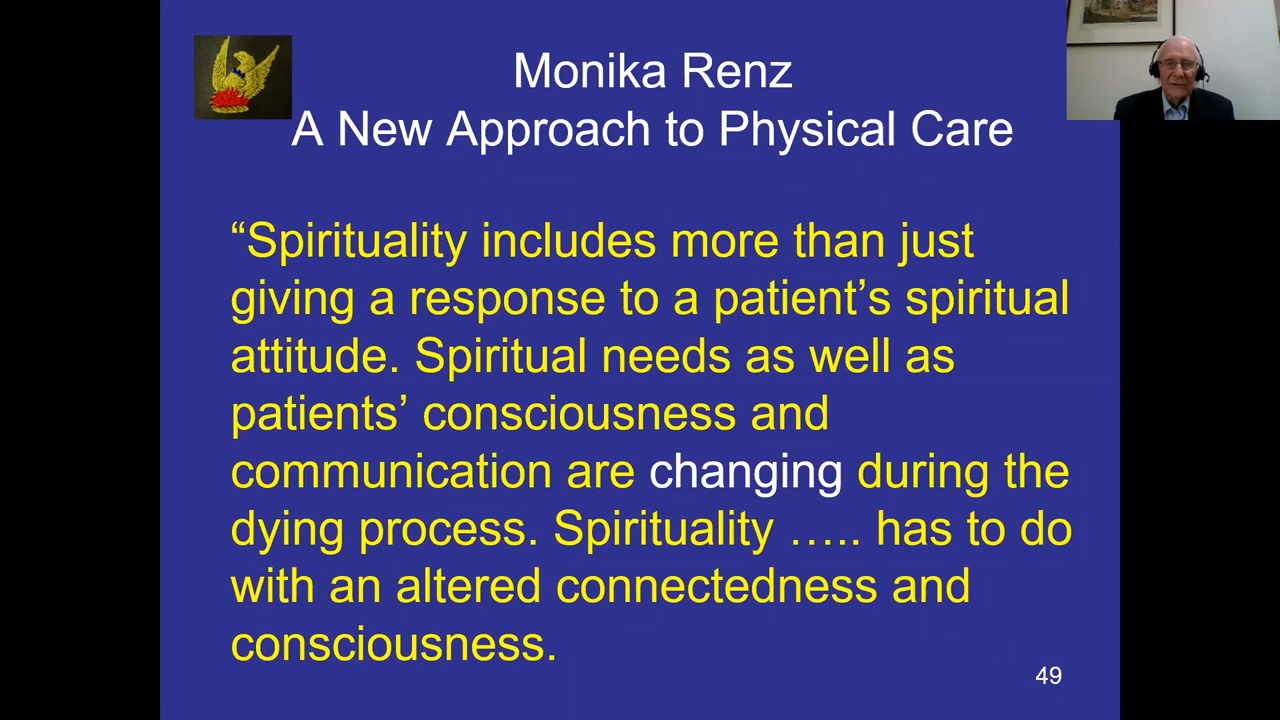 Monika Renz
A New Approach to Physical Care
“Spirituality includes more than just
giving a response to a patient’s spiritual
attitude. Spiritual needs as well as
patients’ consciousness and
communication are changing during the
dying process. Spirituality ….. has to do
with an altered connectedness and
consciousness.
49